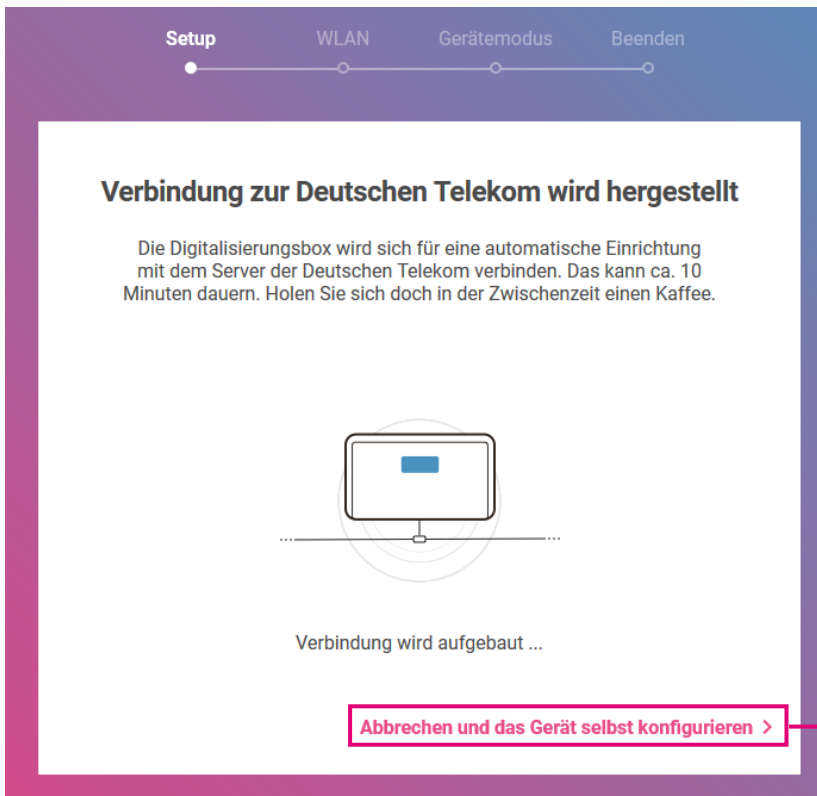 Setup WLAN Gerätemodus Beenden
Verbindung zur Deutschen Telekom wird hergestellt
Die Digitalisierungsbox wird sich für eine automatische Einrichtung
mit dem Server der Deutschen Telekom verbinden. Das kann ca. 10
Minuten dauern. Holen Sie sich doch in der Zwischenzeit einen Kaffee.
Verbindung wird aufgebaut ...
Abbrechen und das Gerät selbst konfigurieren >